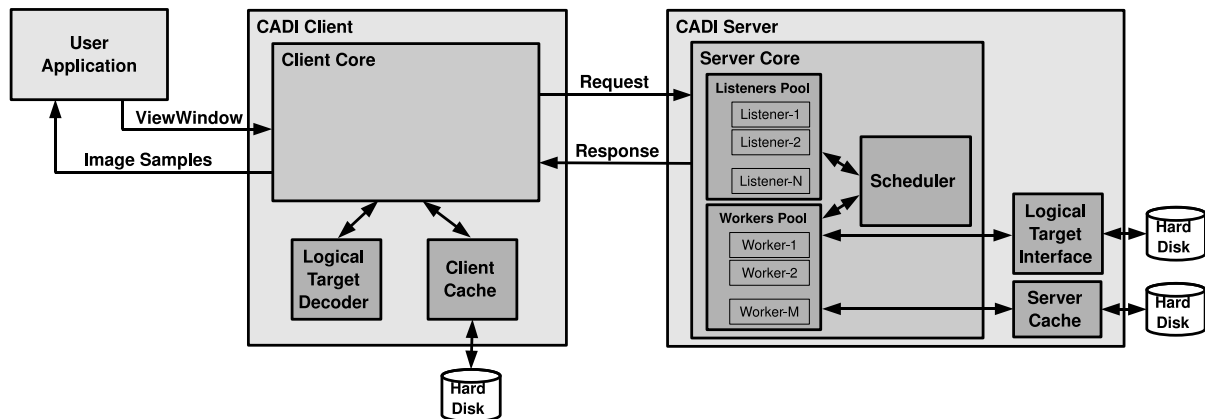 User
Application
ViewWindow
Image Samples
CADI Client
Client Core
Logical
Target
Decoder
Client
Cache
Hard
Disk
Request
Response
CADI Server
Server Core
Listeners Pool
Listener-1
Listener-2
Listener-N
Scheduler
Workers Pool
Worker-1
Worker-2
Worker-M
Logical
Target
Interface
Hard
Disk
Server
Cache
Hard
Disk